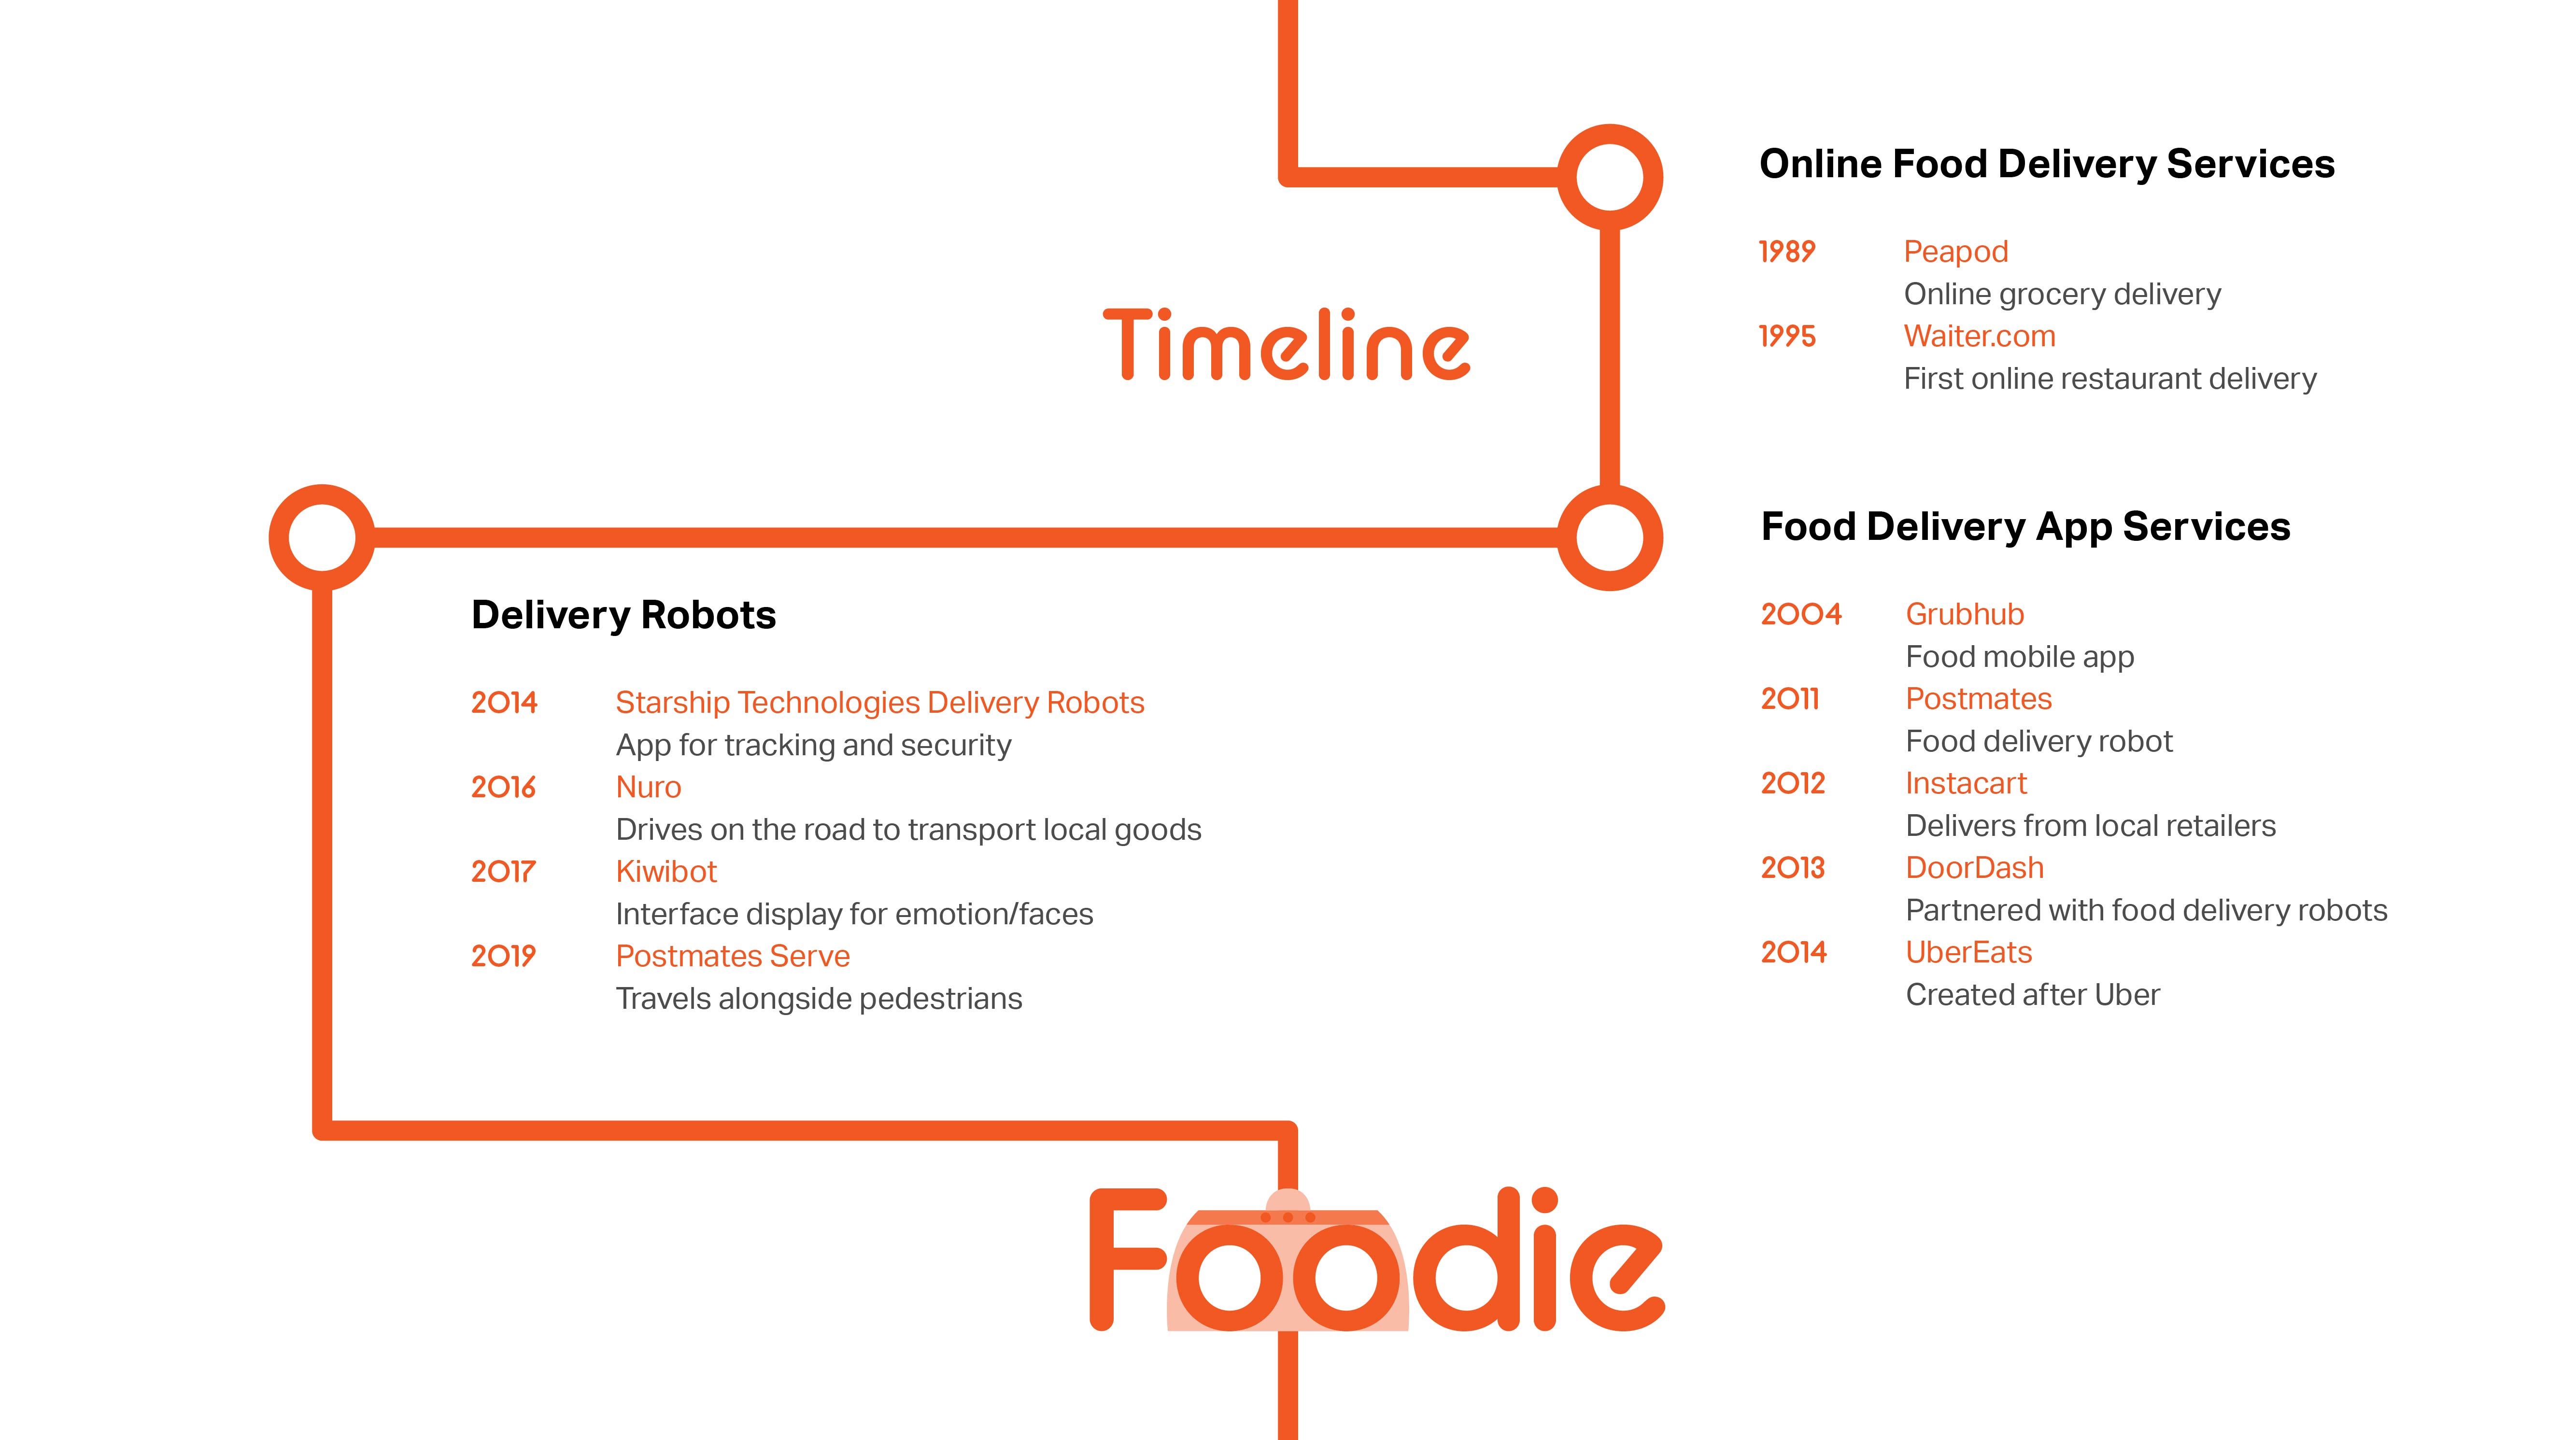 Timeline
Online Food Delivery Services
1989 Peapod
Online grocery delivery
1995 Waiter.com
First online restaurant delivery
Food Delivery App Services
2004 Grubhub
Food mobile app
2011 Postmates
Food delivery robot
2012 Instacart
Delivers from local retailers
2013 DoorDash
Partnered with food delivery robots
2014 UberEats
Created after Uber
Delivery Robots
2014 Starship Technologies Delivery Robots
App for tracking and security
2016 Nuro
Drives on the road to transport local goods
2017 Kiwibot
Interface display for emotion/faces
2019 Postmates Serve
Travels alongside pedestrians
Foodie